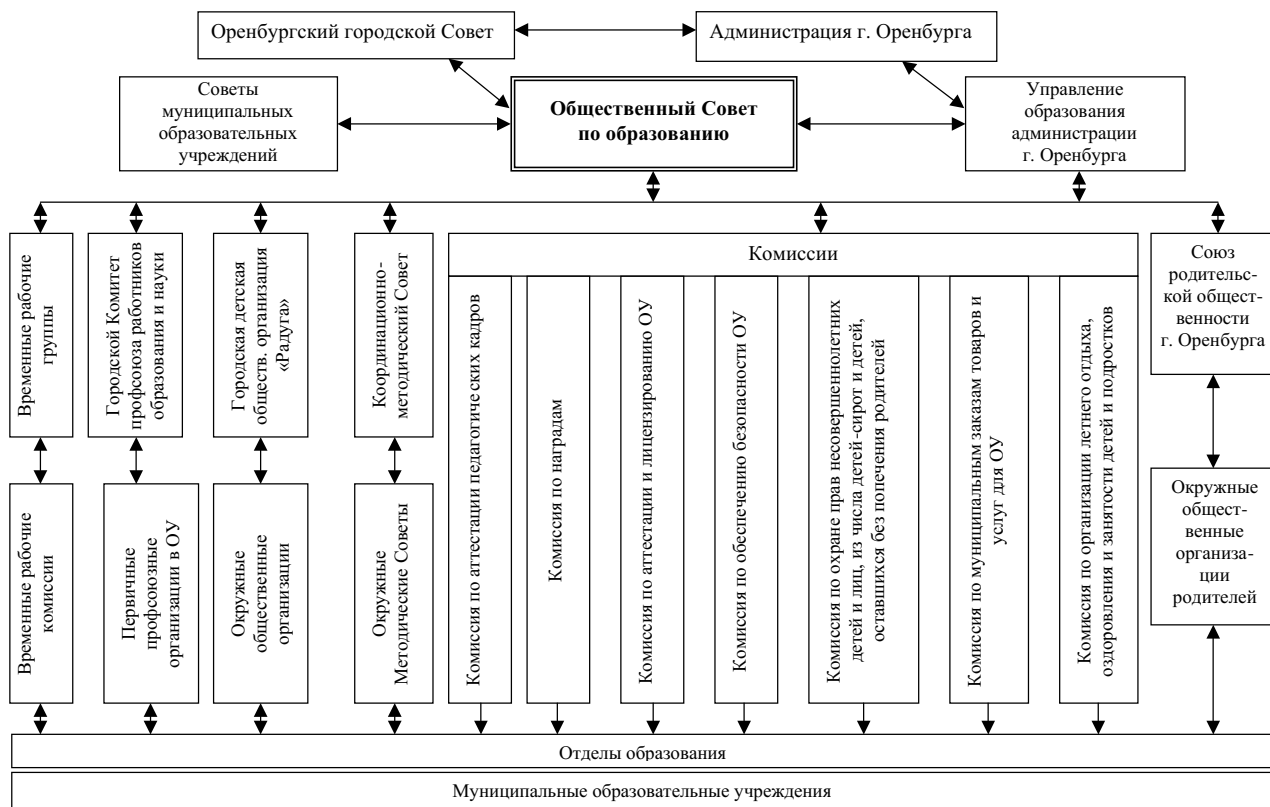 Оренбургский городской Совет
Администрация г. Оренбурга
Советы
муниципальных
образовательных
учреждений
Общественный Совет
по образованию
Управление
образования
администрации
г. Оренбурга
Временные рабочие
группы
Городской Комитет
профсоюза работников
образования и науки
Городская детская
обществ. организация
«Радуга»
Координационно-
методический Совет
Комиссии
Союз
родительс-
кой общест-
венности
г. Оренбурга
Временные рабочие
комиссии
Первичные
профсоюзные
организации в ОУ
Окружные
общественные
организации
Окружные
Методические Советы
Комиссия по аттестации педагогических кадров
Комиссия по наградам
Комиссия по аттестации и лицензированию ОУ
Комиссия по обеспечению безопасности ОУ
Комиссия по охране прав несовершеннолетних
детей и лиц, из числа детей-сирот и детей,
оставшихся без попечения родителей
Комиссия по муниципальным заказам товаров и
услуг для ОУ
Комиссия по организации летнего отдыха,
оздоровления и занятости детей и подростков
Окружные
общест-
венные
организа-
ции
родителей
Отделы образования
Муниципальные образовательные учреждения